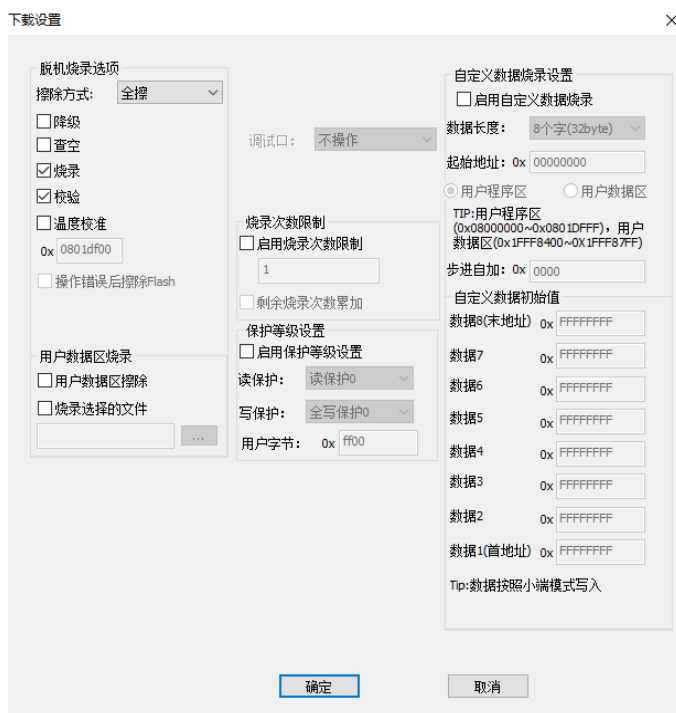 下载设置
脱机烧录选项
擦除方式: 全擦
降级
查空
烧录
校验
温度校准
0x 0801df00
操作错误后擦除Flash
用户数据区烧录
用户数据区擦除
烧录选择的文件
...
调试口: 不操作
烧录次数限制
启用烧录次数限制
1
剩余烧录次数累加
保护等级设置
启用保护等级设置
读保护: 读保护0
写保护: 全写保护0
用户字节: 0x ff00
自定义数据烧录设置
启用自定义数据烧录
数据长度: 8个字(32byte)
起始地址: 0x 00000000
用户程序区 用户数据区
TIP:用户程序区
(0x08000000~0x0801DFFF)，用户
数据区(0x1FFF8400~0X1FFF87FF)
步进自加: 0x 0000
自定义数据初始值
数据8(末地址) 0x FFFFFFFF
数据7 0x FFFFFFFF
数据6 0x FFFFFFFF
数据5 0x FFFFFFFF
数据4 0x FFFFFFFF
数据3 0x FFFFFFFF
数据2 0x FFFFFFFF
数据1(首地址) 0x FFFFFFFF
Tip:数据按照小端模式写入
确定 取消